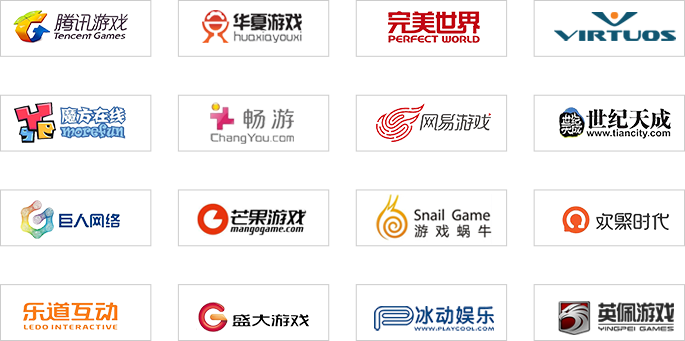 腾讯游戏
Tencent Games
华夏游戏
huaxiayouxi
完美世界
PERFECT WORLD
VIRTUOS
魔方在线
morefun
畅游
ChangYou.com
网易游戏
世纪天成
世纪天成
www.tiancity.com
巨人网络
芒果游戏
mangogame.com
Snail Game
游戏蜗牛
欢聚时代
乐道互动
LEDO INTERACTIVE
盛大游戏
冰动娱乐
WWW.PLAYCOOL.COM
英佩游戏
YINGPEI GAMES